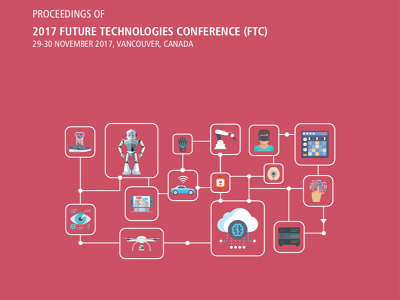 PROCEEDINGS OF
2017 FUTURE TECHNOLOGIES CONFERENCE (FTC)
29-30 NOVEMBER 2017, VANCOUVER, CANADA